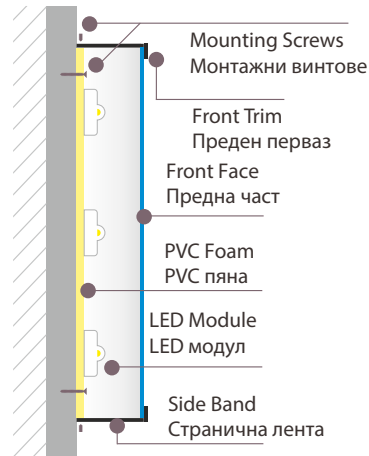 Mounting Screws
Монтажни винтове
Front Trim
Преден перваз
Front Face
Предна част
PVC Foam
PVC пяна
LED Module
LED модул
Side Band
Странична лента